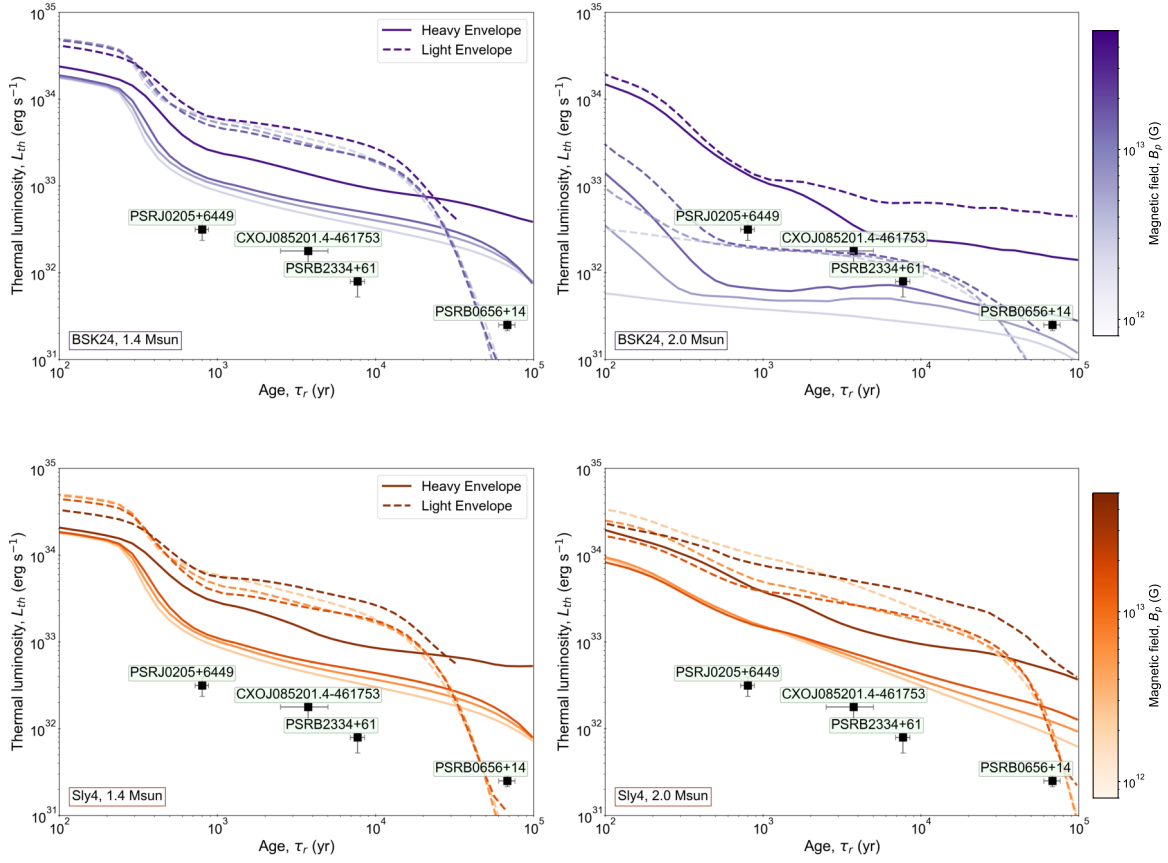 Heavy Envelope
Light Envelope
PSRJ0205+6449
CXOJ085201.4-461753
PSRB2334+61
PSRB0656+14
BSK24, 1.4 Msun
10^35
10^34
10^33
10^32
10^31
Thermal luminosity, L_th (erg s^−1)
10^2
10^3
10^4
10^5
Age, τ_r (yr)
PSRJ0205+6449
CXOJ085201.4-461753
PSRB2334+61
PSRB0656+14
BSK24, 2.0 Msun
10^35
10^34
10^33
10^32
10^31
Thermal luminosity, L_th (erg s^−1)
10^2
10^3
10^4
10^5
Age, τ_r (yr)
10^13
10^12
Magnetic field, B_p (G)
Heavy Envelope
Light Envelope
PSRJ0205+6449
CXOJ085201.4-461753
PSRB2334+61
PSRB0656+14
Sly4, 1.4 Msun
10^35
10^34
10^33
10^32
10^31
Thermal luminosity, L_th (erg s^−1)
10^2
10^3
10^4
10^5
Age, τ_r (yr)
PSRJ0205+6449
CXOJ085201.4-461753
PSRB2334+61
PSRB0656+14
Sly4, 2.0 Msun
10^35
10^34
10^33
10^32
10^31
Thermal luminosity, L_th (erg s^−1)
10^2
10^3
10^4
10^5
Age, τ_r (yr)
10^13
10^12
Magnetic field, B_p (G)